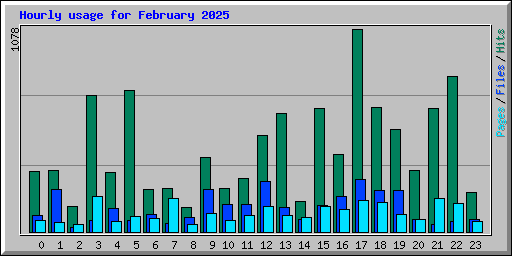 Hourly usage for February 2025
1078
Pages/Files/Hits
0 1 2 3 4 5 6 7 8 9 10 11 12 13 14 15 16 17 18 19 20 21 22 23